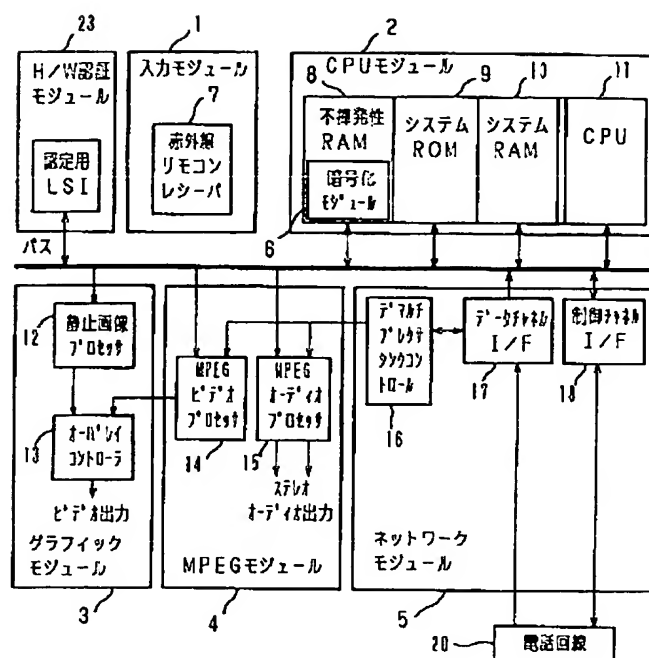 23
1
2
H/W認証
モジュール
認定用
LSI
入力モジュール
7
赤外線
リモコン
レシーバ
CPUモジュール
8
9
10
11
不揮発性
RAM
暗号化
モジュール
システム
ROM
システム
RAM
CPU
6
バス
12
静止画像
プロセッサ
13
オーバレイ
コントローラ
ビデオ出力
グラフィック
モジュール
3
MPEG
ビデオ
プロセッサ
14
MPEG
オーディオ
プロセッサ
15
ステレオ
オーディオ出力
MPEGモジュール
4
デマルチ
プレクテ
タンクコン
トロール
16
データチャネル
I/F
17
制御チャネル
I/F
18
ネットワーク
モジュール
5
20
電話回線